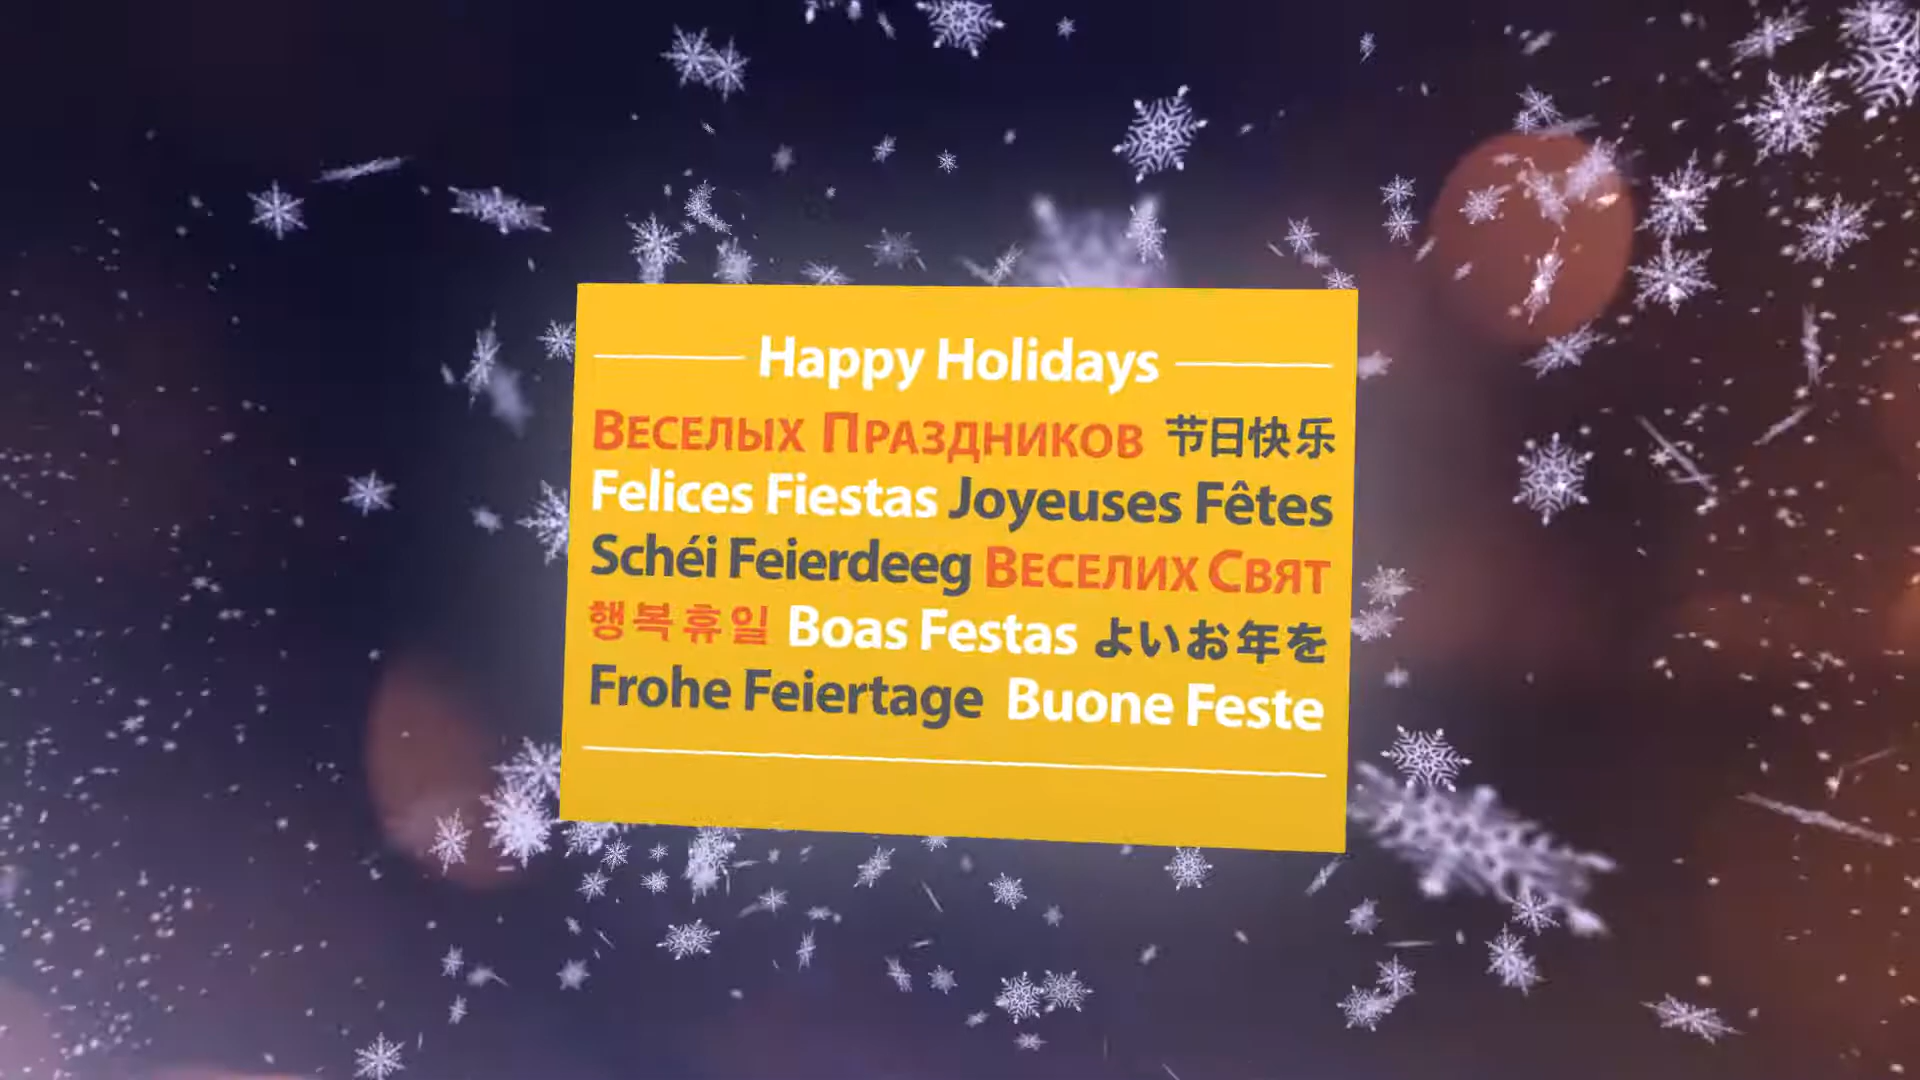 Happy Holidays
ВЕСЕЛЫХ ПРАЗДНИКОВ 节日快乐
Felices Fiestas Joyeuses Fêtes
Schéi Feierdeeg ВЕСЕЛИХ СВЯТ
행복휴일 Boas Festas よいお年を
Frohe Feiertage Buone Feste